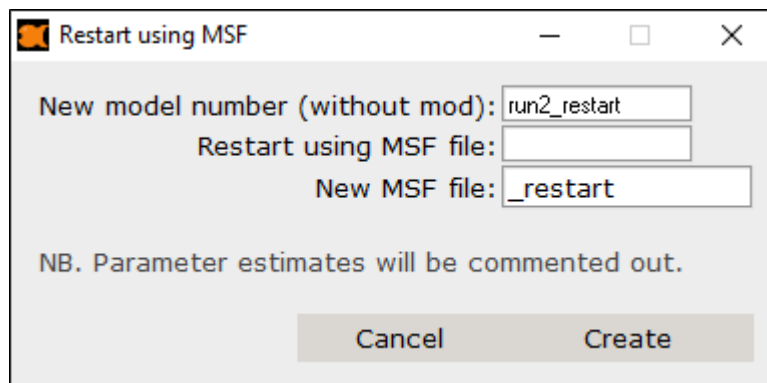 Restart using MSF
New model number (without mod): run2_restart
Restart using MSF file:
New MSF file: _restart
NB. Parameter estimates will be commented out.
Cancel Create